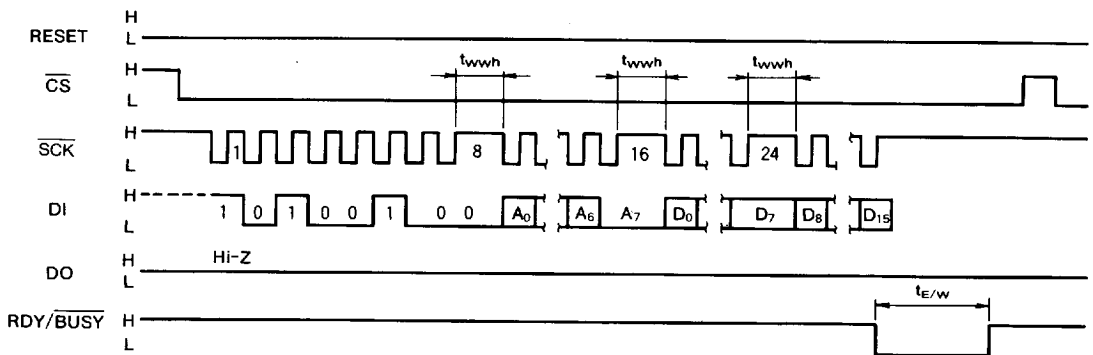 RESET H
L
t_wwh t_wwh t_wwh
CS H
L
SCK H
L
1 8 16 24
DI H
L
1 0 1 0 0 1 0 0 A0 A6 A7 D0 D7 D8 D15
DO H
L
Hi-Z
tE/W
RDY/BUSY H
L